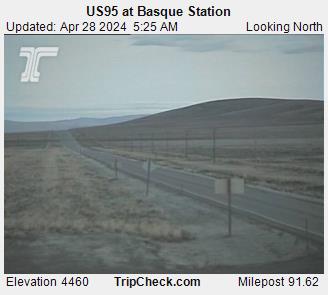 US95 at Basque Station
Updated: Apr 28 2024 5:25 AM Looking North
Elevation 4460 TripCheck.com Milepost 91.62